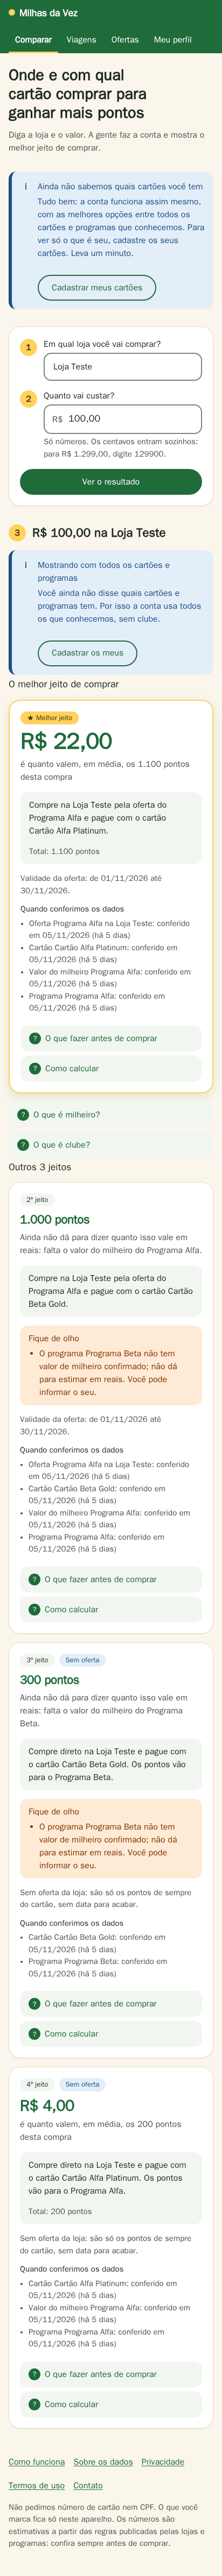 Milhas da Vez
Comparar Viagens Ofertas Meu perfil
Onde e com qual
cartão comprar para
ganhar mais pontos
Diga a loja e o valor. A gente faz a conta e mostra o
melhor jeito de comprar.
i Ainda não sabemos quais cartões você tem
Tudo bem: a conta funciona assim mesmo,
com as melhores opções entre todos os
cartões e programas que conhecemos. Para
ver só o que é seu, cadastre os seus
cartões. Leva um minuto.
Cadastrar meus cartões
1 Em qual loja você vai comprar?
Loja Teste
2 Quanto vai custar?
R$ 100,00
Só números. Os centavos entram sozinhos:
para R$ 1.299,00, digite 129900.
Ver o resultado
3 R$ 100,00 na Loja Teste
i Mostrando com todos os cartões e
programas
Você ainda não disse quais cartões e
programas tem. Por isso a conta usa todos
os que conhecemos, sem clube.
Cadastrar os meus
O melhor jeito de comprar
★ Melhor jeito
R$ 22,00
é quanto valem, em média, os 1.100 pontos
desta compra
Compre na Loja Teste pela oferta do
Programa Alfa e pague com o cartão
Cartão Alfa Platinum.
Total: 1.100 pontos
Validade da oferta: de 01/11/2026 até
30/11/2026.
Quando conferimos os dados
• Oferta Programa Alfa na Loja Teste: conferido
em 05/11/2026 (há 5 dias)
• Cartão Cartão Alfa Platinum: conferido em
05/11/2026 (há 5 dias)
• Valor do milheiro Programa Alfa: conferido em
05/11/2026 (há 5 dias)
• Programa Programa Alfa: conferido em
05/11/2026 (há 5 dias)
? O que fazer antes de comprar
? Como calcular
? O que é milheiro?
? O que é clube?
Outros 3 jeitos
2º jeito
1.000 pontos
Ainda não dá para dizer quanto isso vale em
reais: falta o valor do milheiro do Programa Alfa.
Compre na Loja Teste pela oferta do
Programa Alfa e pague com o cartão Cartão
Beta Gold.
Fique de olho
• O programa Programa Beta não tem
valor de milheiro confirmado; não dá
para estimar em reais. Você pode
informar o seu.
Validade da oferta: de 01/11/2026 até
30/11/2026.
Quando conferimos os dados
• Oferta Programa Alfa na Loja Teste: conferido
em 05/11/2026 (há 5 dias)
• Cartão Cartão Beta Gold: conferido em
05/11/2026 (há 5 dias)
• Valor do milheiro Programa Alfa: conferido em
05/11/2026 (há 5 dias)
• Programa Programa Alfa: conferido em
05/11/2026 (há 5 dias)
? O que fazer antes de comprar
? Como calcular
3º jeito Sem oferta
300 pontos
Ainda não dá para dizer quanto isso vale em
reais: falta o valor do milheiro do Programa
Beta.
Compre direto na Loja Teste e pague com
o cartão Cartão Beta Gold. Os pontos vão
para o Programa Beta.
Fique de olho
• O programa Programa Beta não tem
valor de milheiro confirmado; não dá
para estimar em reais. Você pode
informar o seu.
Sem oferta da loja: são só os pontos de sempre
do cartão, sem data para acabar.
Quando conferimos os dados
• Cartão Cartão Beta Gold: conferido em
05/11/2026 (há 5 dias)
• Programa Programa Beta: conferido em
05/11/2026 (há 5 dias)
? O que fazer antes de comprar
? Como calcular
4º jeito Sem oferta
R$ 4,00
é quanto valem, em média, os 200 pontos
desta compra
Compre direto na Loja Teste e pague com
o cartão Cartão Alfa Platinum. Os pontos
vão para o Programa Alfa.
Total: 200 pontos
Sem oferta da loja: são só os pontos de sempre
do cartão, sem data para acabar.
Quando conferimos os dados
• Cartão Cartão Alfa Platinum: conferido em
05/11/2026 (há 5 dias)
• Valor do milheiro Programa Alfa: conferido em
05/11/2026 (há 5 dias)
• Programa Programa Alfa: conferido em
05/11/2026 (há 5 dias)
? O que fazer antes de comprar
? Como calcular
Como funciona Sobre os dados Privacidade
Termos de uso Contato
Não pedimos número de cartão nem CPF. O que você
marca fica só neste aparelho. Os números são
estimativas a partir das regras publicadas pelas lojas e
programas: confira sempre antes de comprar.